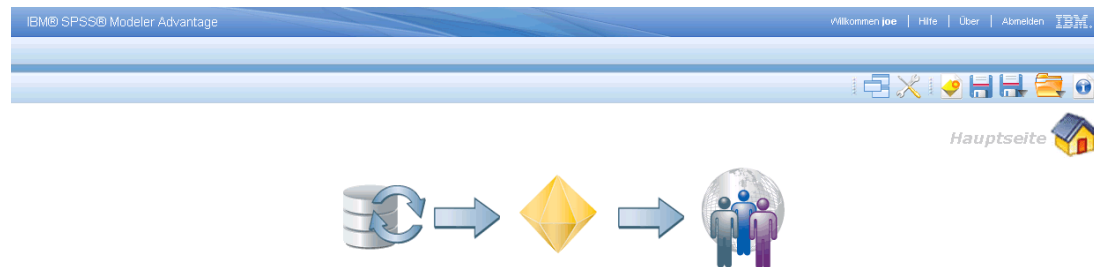 IBM® SPSS® Modeler Advantage
Willkommen joe | Hilfe | Über | Abmelden IBM.
Hauptseite